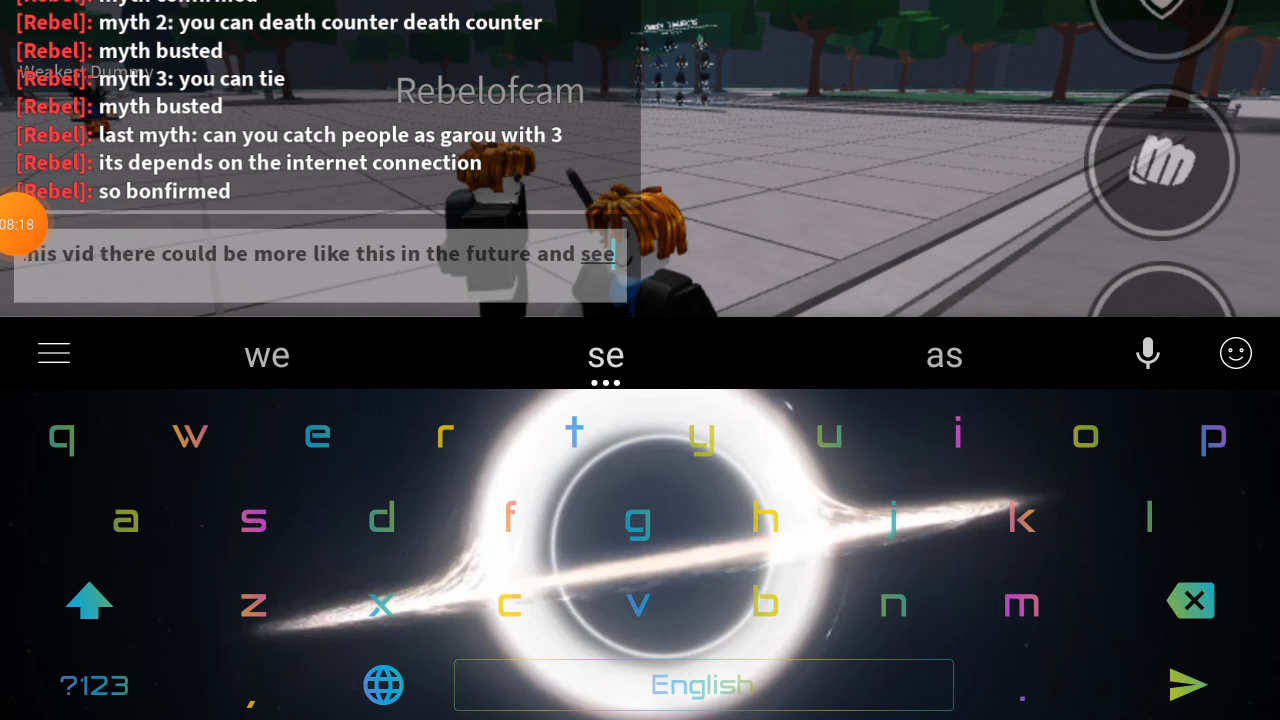 [Rebel]: myth 2: you can death counter death counter
[Rebel]: myth busted
Weakest Dummy
[Rebel]: myth 3: you can tie
Rebelofcam
[Rebel]: myth busted
[Rebel]: last myth: can you catch people as garou with 3
[Rebel]: its depends on the internet connection
[Rebel]: so bonfirmed
08:18
his vid there could be more like this in the future and see
we se as
q w e r t y u i o p
a s d f g h j k l
z x c v b n m
?123 , English .